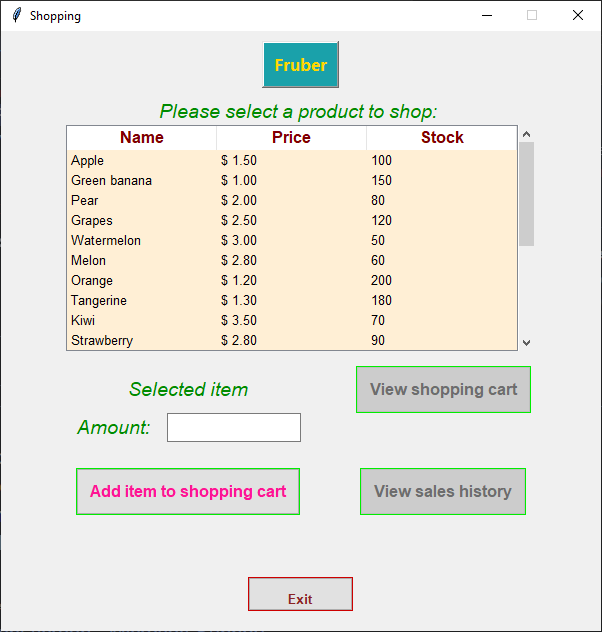 Shopping
Fruber
Please select a product to shop:
Name Price Stock
Apple $ 1.50 100
Green banana $ 1.00 150
Pear $ 2.00 80
Grapes $ 2.50 120
Watermelon $ 3.00 50
Melon $ 2.80 60
Orange $ 1.20 200
Tangerine $ 1.30 180
Kiwi $ 3.50 70
Strawberry $ 2.80 90
Selected item
View shopping cart
Amount:
Add item to shopping cart
View sales history
Exit